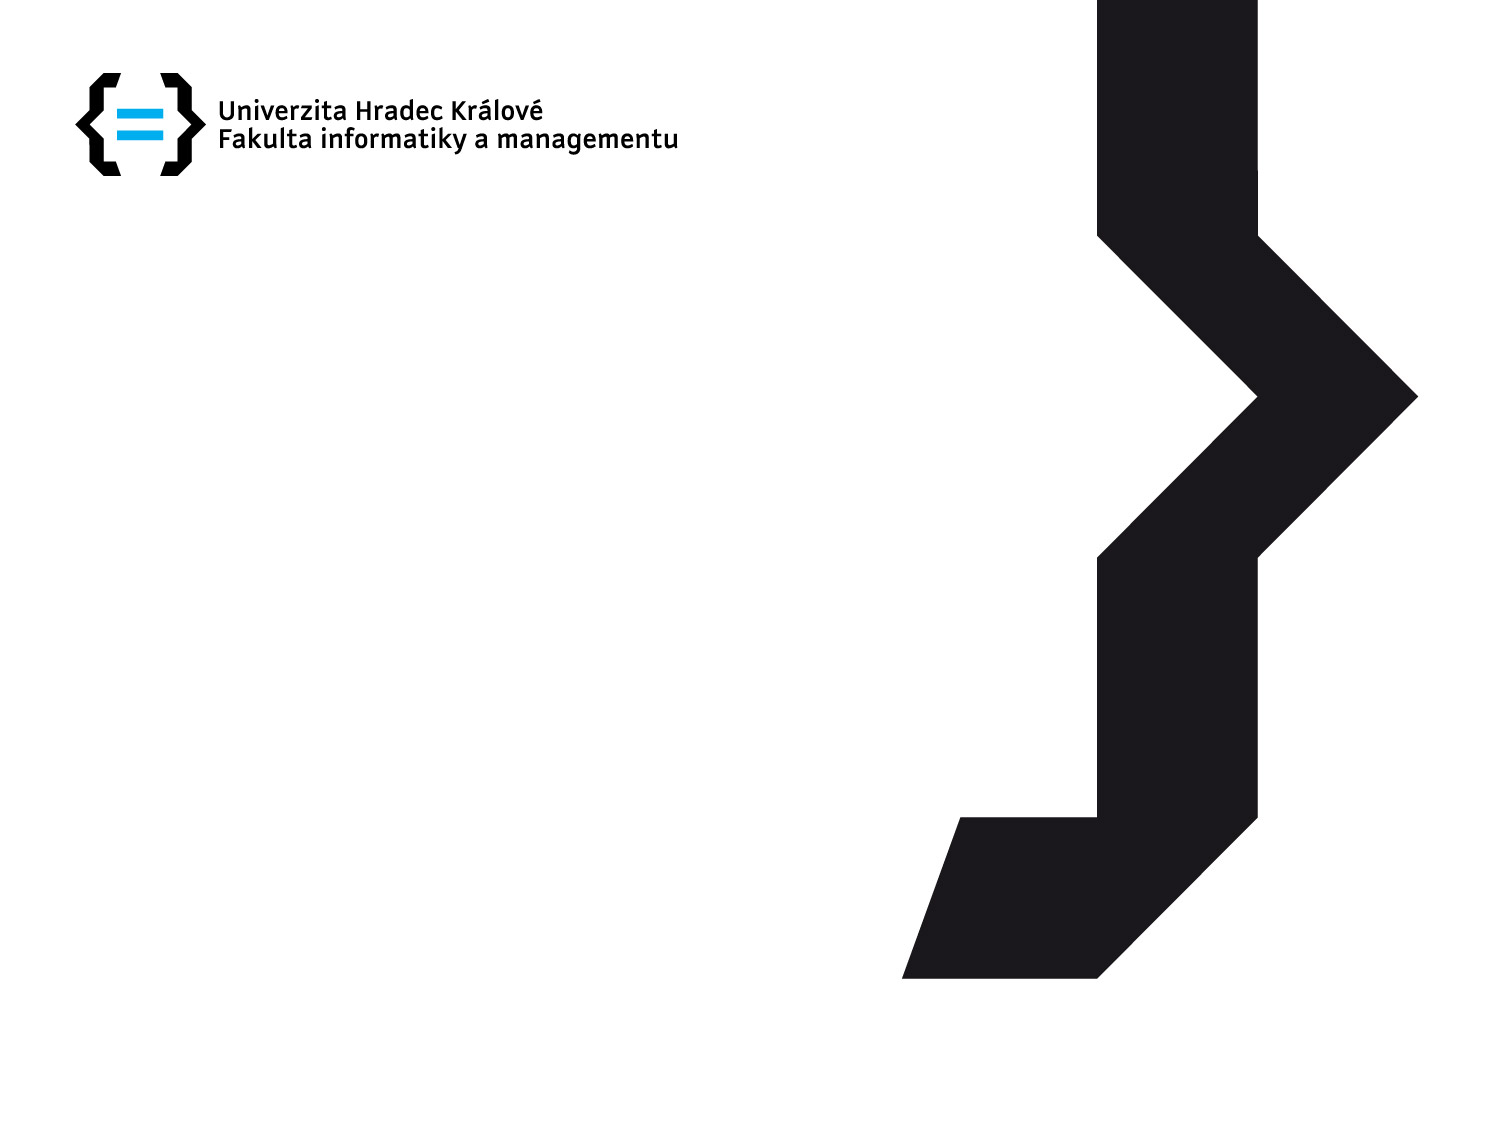 Univerzita Hradec Králové
Fakulta informatiky a managementu